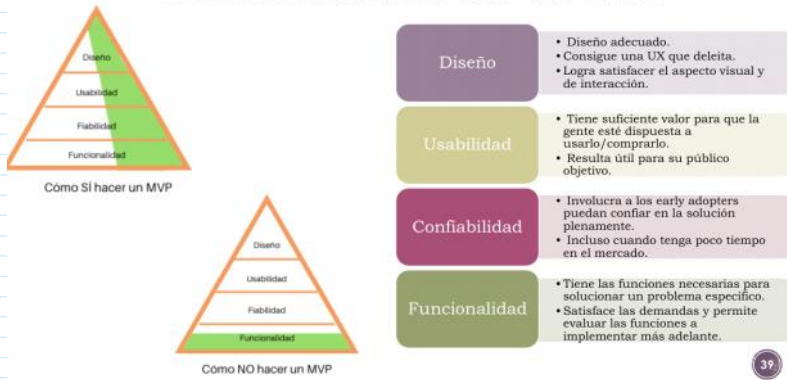 Diseño
Usabilidad
Fiabilidad
Funcionalidad
Cómo SÍ hacer un MVP
Diseño
Usabilidad
Fiabilidad
Funcionalidad
Cómo NO hacer un MVP
Diseño
• Diseño adecuado.
• Consigue una UX que deleita.
• Logra satisfacer el aspecto visual y
de interacción.
Usabilidad
• Tiene suficiente valor para que la
gente esté dispuesta a
usarlo/comprarlo.
• Resulta útil para su público
objetivo.
Confiabilidad
• Involucra a los early adopters
puedan confiar en la solución
plenamente.
• Incluso cuando tenga poco tiempo
en el mercado.
Funcionalidad
• Tiene las funciones necesarias para
solucionar un problema especifico.
• Satisface las demandas y permite
evaluar las funciones a
implementar más adelante.
39